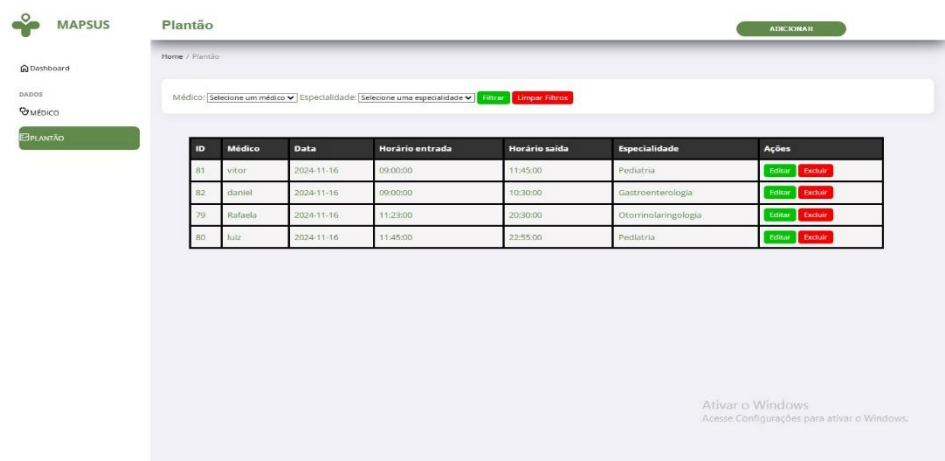 MAPSUS
Plantão
ADICIONAR
Home / Plantão
Dashboard
DADOS
MÉDICO
PLANTÃO
Médico: Selecione um médico Especialidade: Selecione uma especialidade Filtrar Limpar Filtros
ID Médico Data Horário entrada Horário saída Especialidade Ações
81 vitor 2024-11-16 09:00:00 11:45:00 Pediatria Editar Excluir
82 daniel 2024-11-16 09:00:00 10:30:00 Gastroenterologia Editar Excluir
79 Rafaela 2024-11-16 11:23:00 20:30:00 Otorrinolaringologia Editar Excluir
80 luiz 2024-11-16 11:45:00 22:55:00 Pediatria Editar Excluir
Ativar o Windows
Acesse Configurações para ativar o Windows.